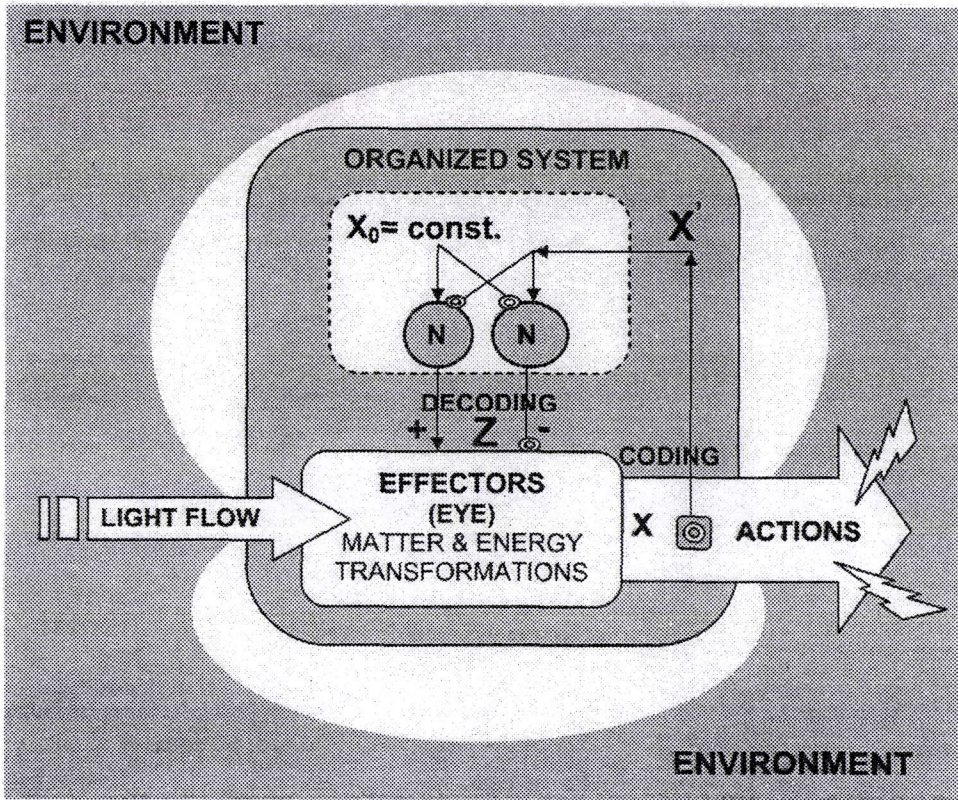 ENVIRONMENT
ORGANIZED SYSTEM
X₀= const.
X'
N
N
DECODING
+ Z -
CODING
EFFECTORS
(EYE)
MATTER & ENERGY
TRANSFORMATIONS
LIGHT FLOW
X
ACTIONS
ENVIRONMENT